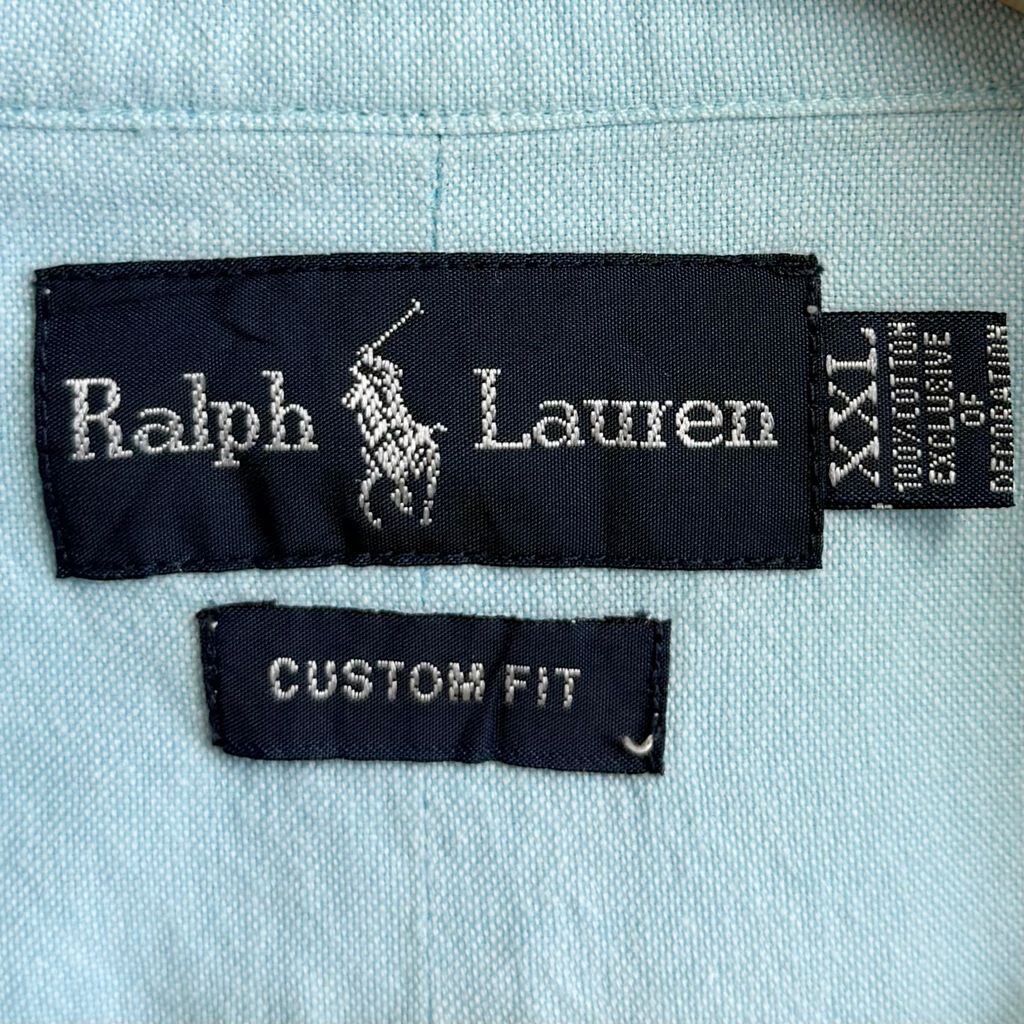 Ralph Lauren
XXL
100% COTTON
EXCLUSIVE
OF
DECORATION
CUSTOM FIT